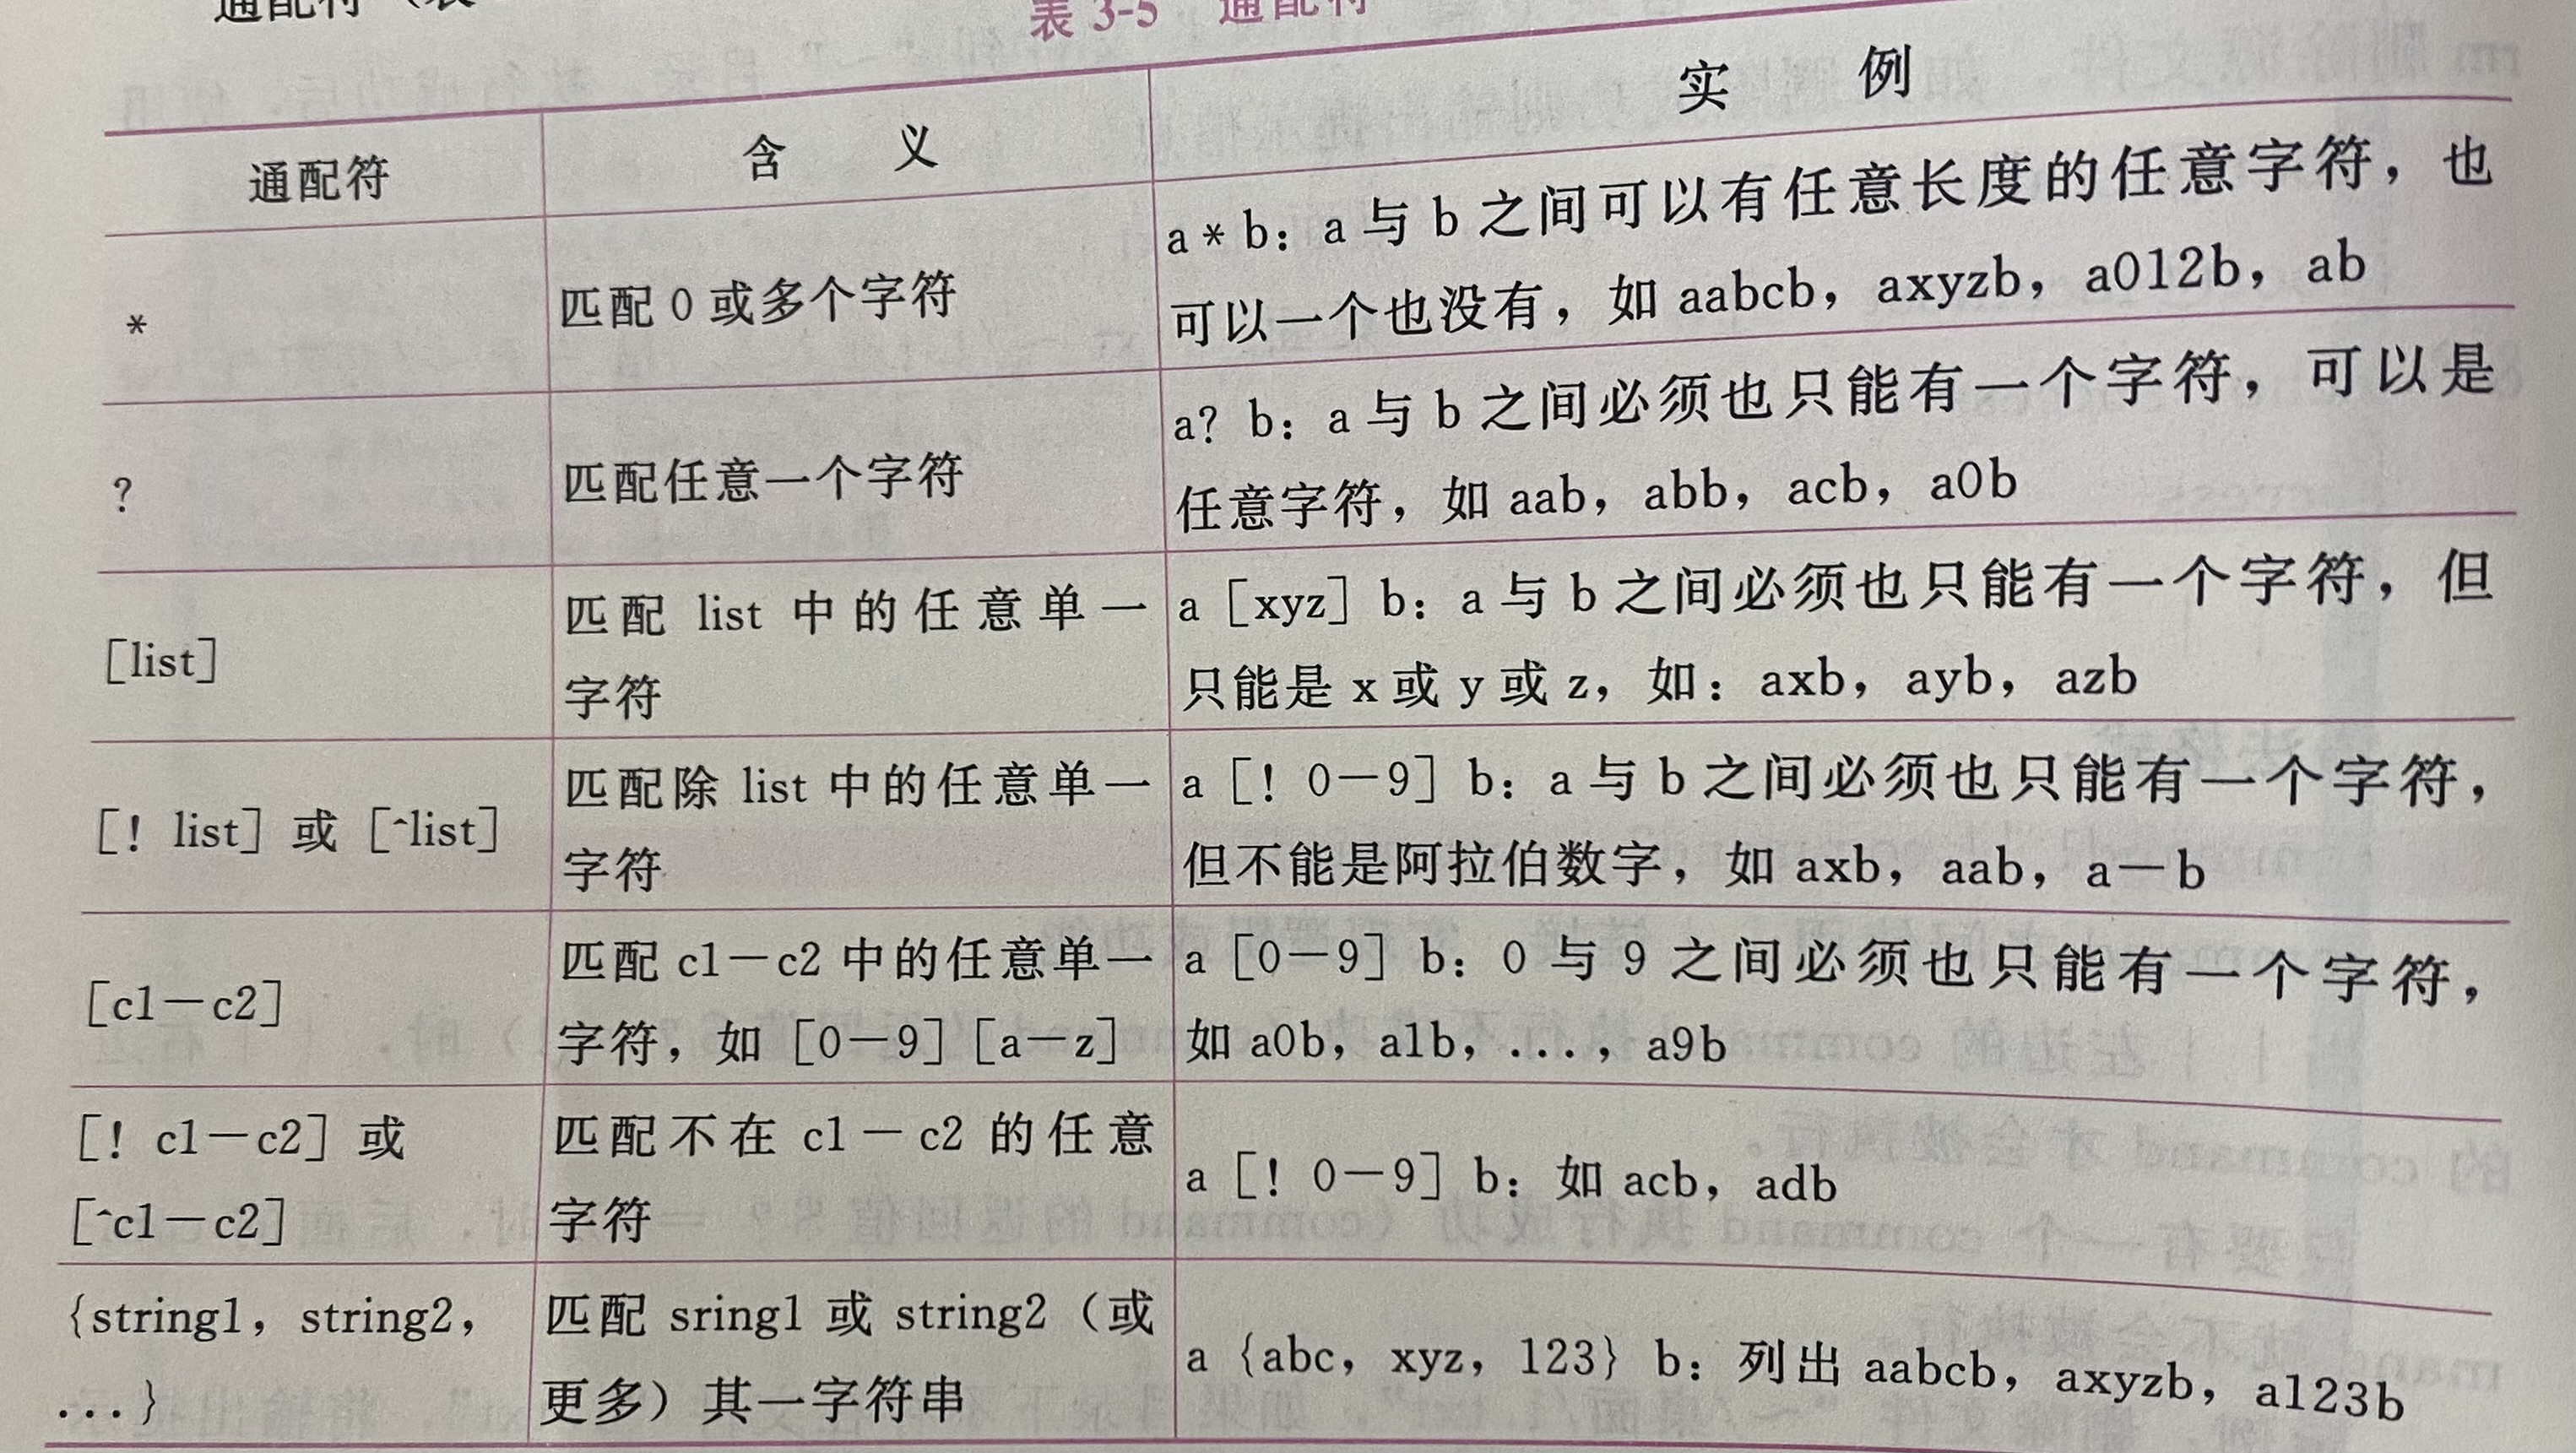 通配符（表
表 3-5 通配符
通配符 含 义 实 例
*
匹配 0 或多个字符
a * b：a 与 b 之间可以有任意长度的任意字符，也
可以一个也没有，如 aabcb，axyzb，a012b，ab
?
匹配任意一个字符
a? b：a 与 b 之间必须也只能有一个字符，可以是
任意字符，如 aab，abb，acb，a0b
[list]
匹配 list 中的任意单一
字符
a [xyz] b：a 与 b 之间必须也只能有一个字符，但
只能是 x 或 y 或 z，如：axb，ayb，azb
[! list] 或 [^list]
匹配除 list 中的任意单一
字符
a [! 0－9] b：a 与 b 之间必须也只能有一个字符，
但不能是阿拉伯数字，如 axb，aab，a－b
[c1－c2]
匹配 c1－c2 中的任意单一
字符，如 [0－9] [a－z]
a [0－9] b：0 与 9 之间必须也只能有一个字符，
如 a0b，a1b，...，a9b
[! c1－c2] 或
[^c1－c2]
匹配不在 c1－c2 的任意
字符
a [! 0－9] b：如 acb，adb
{string1，string2，
...}
匹配 sring1 或 string2（或
更多）其一字符串
a {abc，xyz，123} b：列出 aabcb，axyzb，a123b